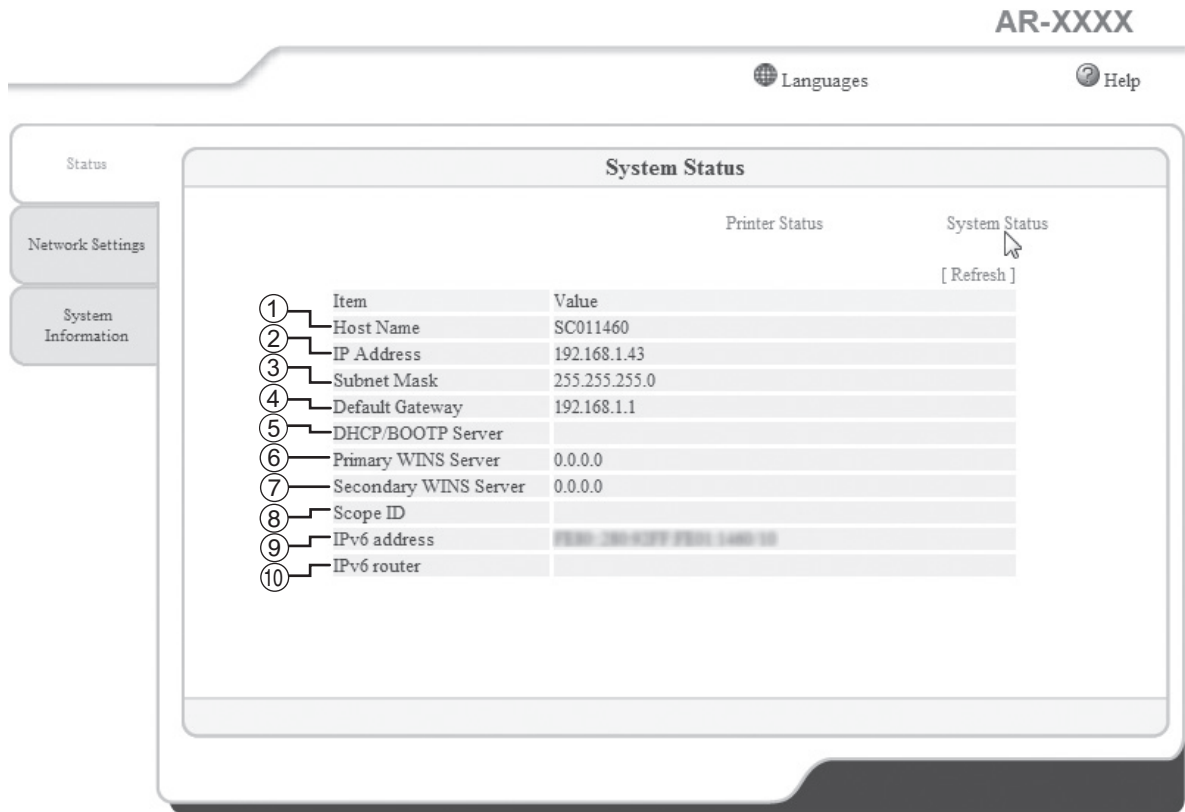 AR-XXXX
Languages
Help
Status
Network Settings
System
Information
System Status
Printer Status
System Status
[ Refresh ]
Item Value
1 Host Name SC011460
2 IP Address 192.168.1.43
3 Subnet Mask 255.255.255.0
4 Default Gateway 192.168.1.1
5 DHCP/BOOTP Server
6 Primary WINS Server 0.0.0.0
7 Secondary WINS Server 0.0.0.0
8 Scope ID
9 IPv6 address
10 IPv6 router